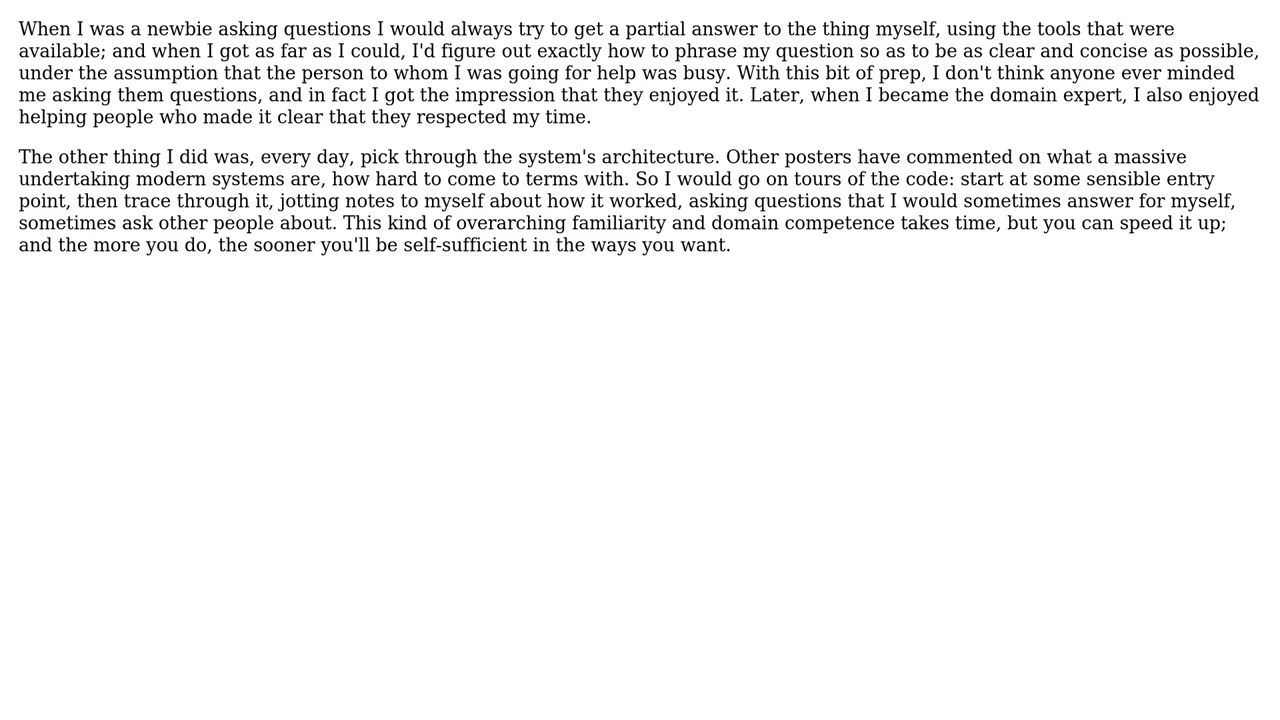 When I was a newbie asking questions I would always try to get a partial answer to the thing myself, using the tools that were
available; and when I got as far as I could, I'd figure out exactly how to phrase my question so as to be as clear and concise as possible,
under the assumption that the person to whom I was going for help was busy. With this bit of prep, I don't think anyone ever minded
me asking them questions, and in fact I got the impression that they enjoyed it. Later, when I became the domain expert, I also enjoyed
helping people who made it clear that they respected my time.
The other thing I did was, every day, pick through the system's architecture. Other posters have commented on what a massive
undertaking modern systems are, how hard to come to terms with. So I would go on tours of the code: start at some sensible entry
point, then trace through it, jotting notes to myself about how it worked, asking questions that I would sometimes answer for myself,
sometimes ask other people about. This kind of overarching familiarity and domain competence takes time, but you can speed it up;
and the more you do, the sooner you'll be self-sufficient in the ways you want.